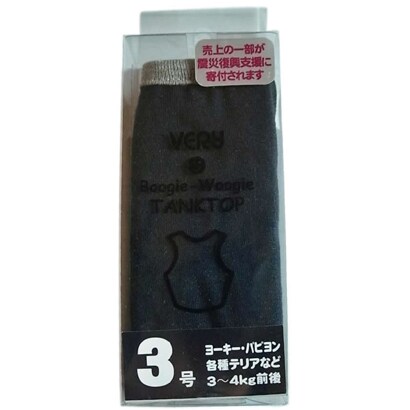 売上の一部が
震災復興支援に
寄付されます
VERY
Boogie-Woogie
TANKTOP
3号
ヨーキー・パピヨン
各種テリアなど
3〜4kg前後